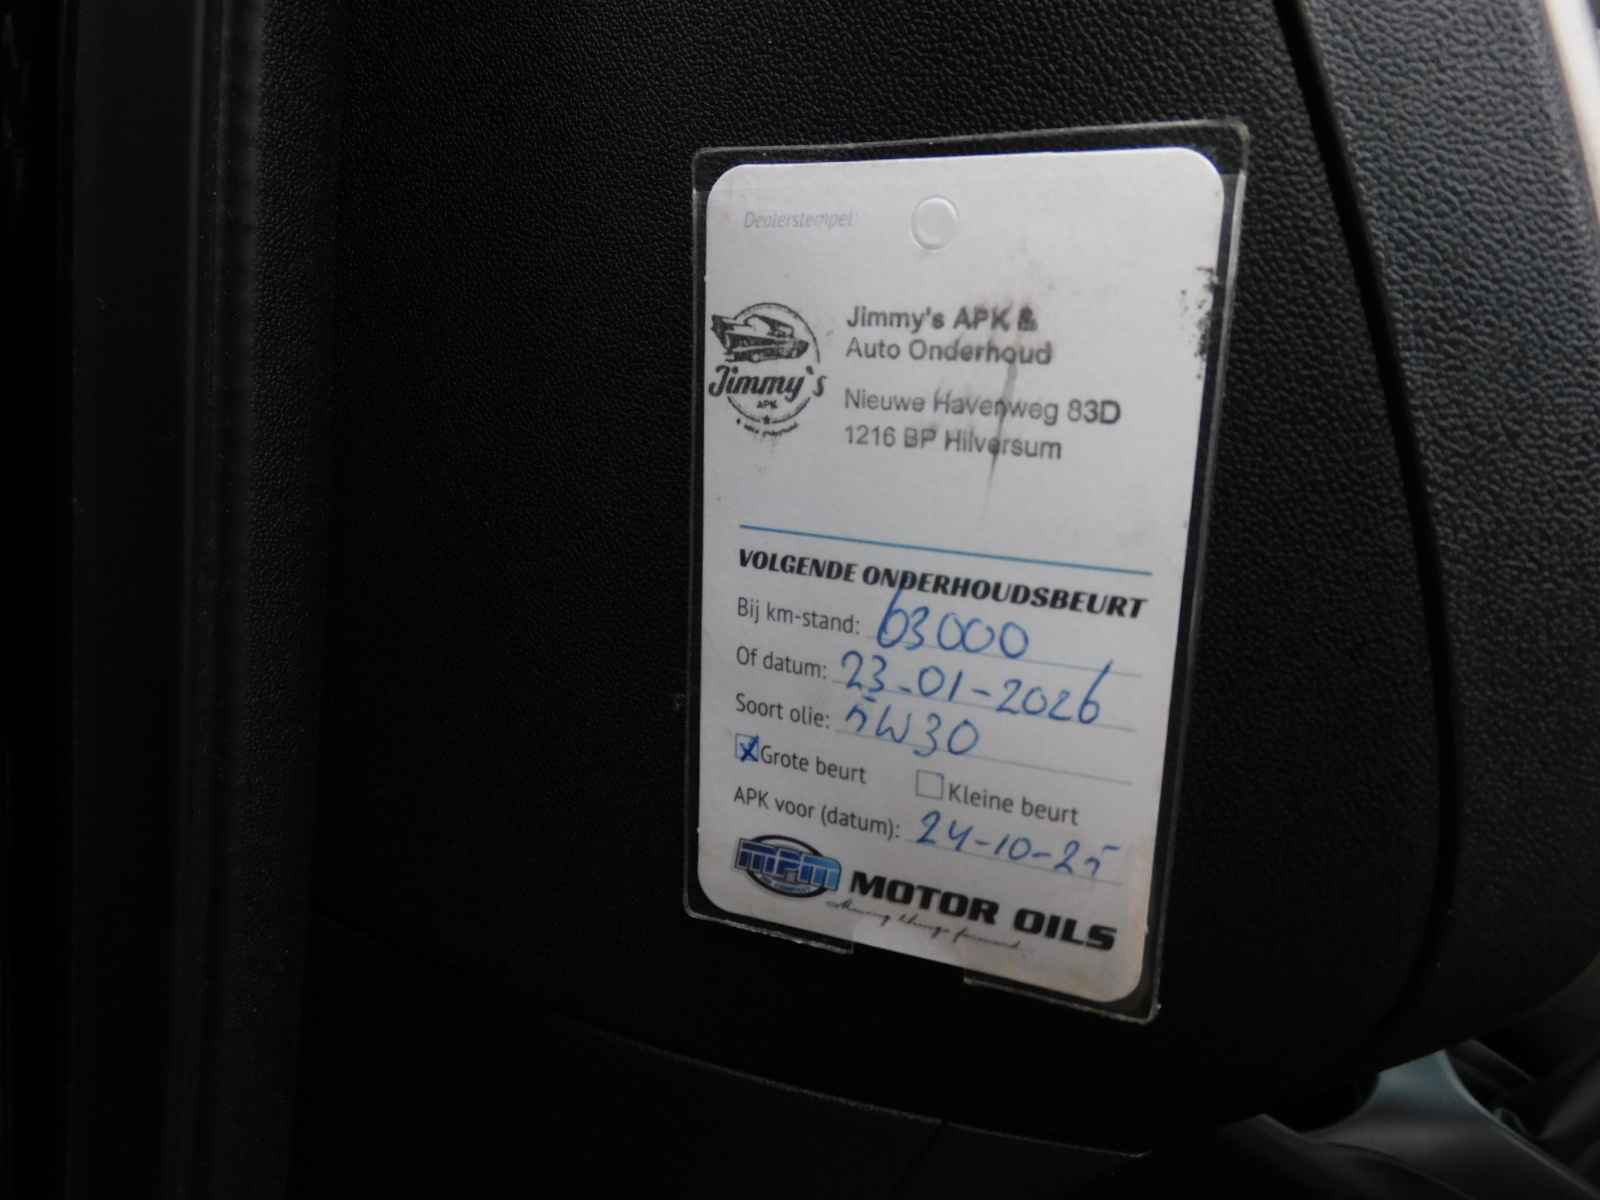 Dealerstempel:
Jimmy's
APK
Jimmy's APK &
Auto Onderhoud
Nieuwe Havenweg 83D
1216 BP Hilversum
VOLGENDE ONDERHOUDSBEURT
Bij km-stand: 63000
Of datum: 23-01-2026
Soort olie: 5W30
Grote beurt Kleine beurt
APK voor (datum): 24-10-25
MPM
MOTOR OILS